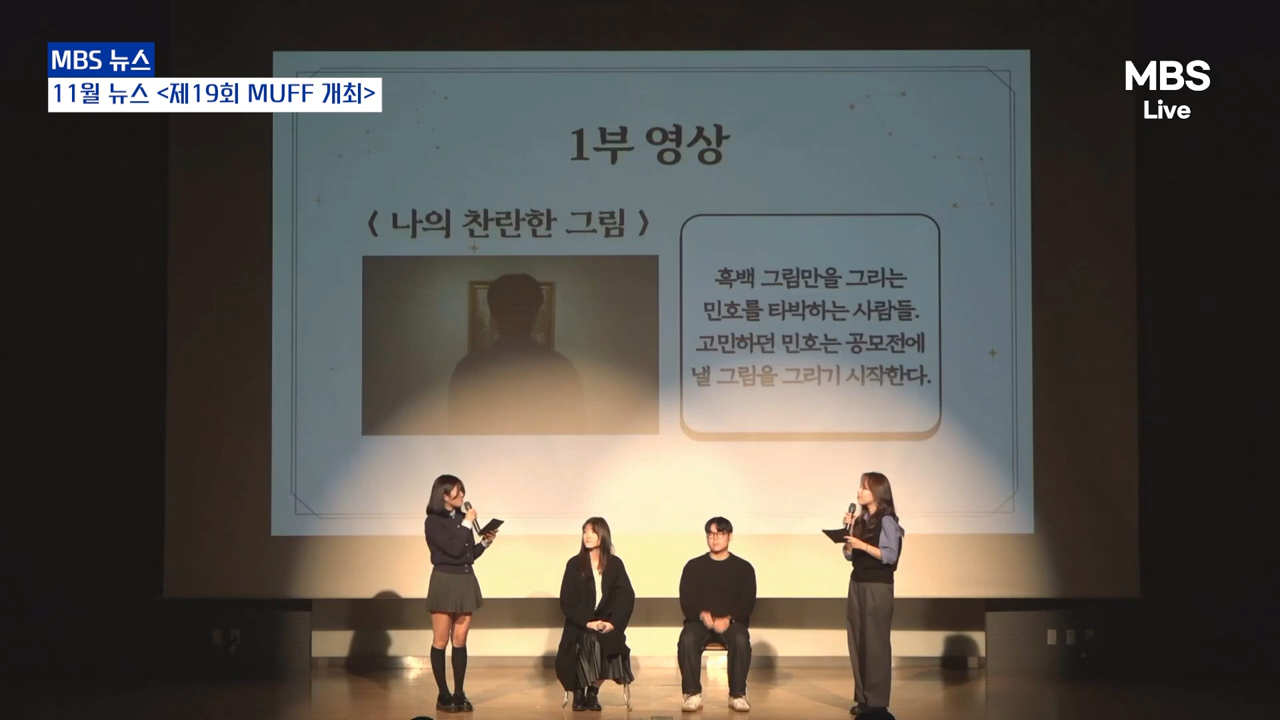 MBS 뉴스
11월 뉴스 <제19회 MUFF 개최>
MBS
Live
1부 영상
< 나의 찬란한 그림 >
흑백 그림만을 그리는
민호를 타박하는 사람들.
고민하던 민호는 공모전에
낼 그림을 그리기 시작한다.